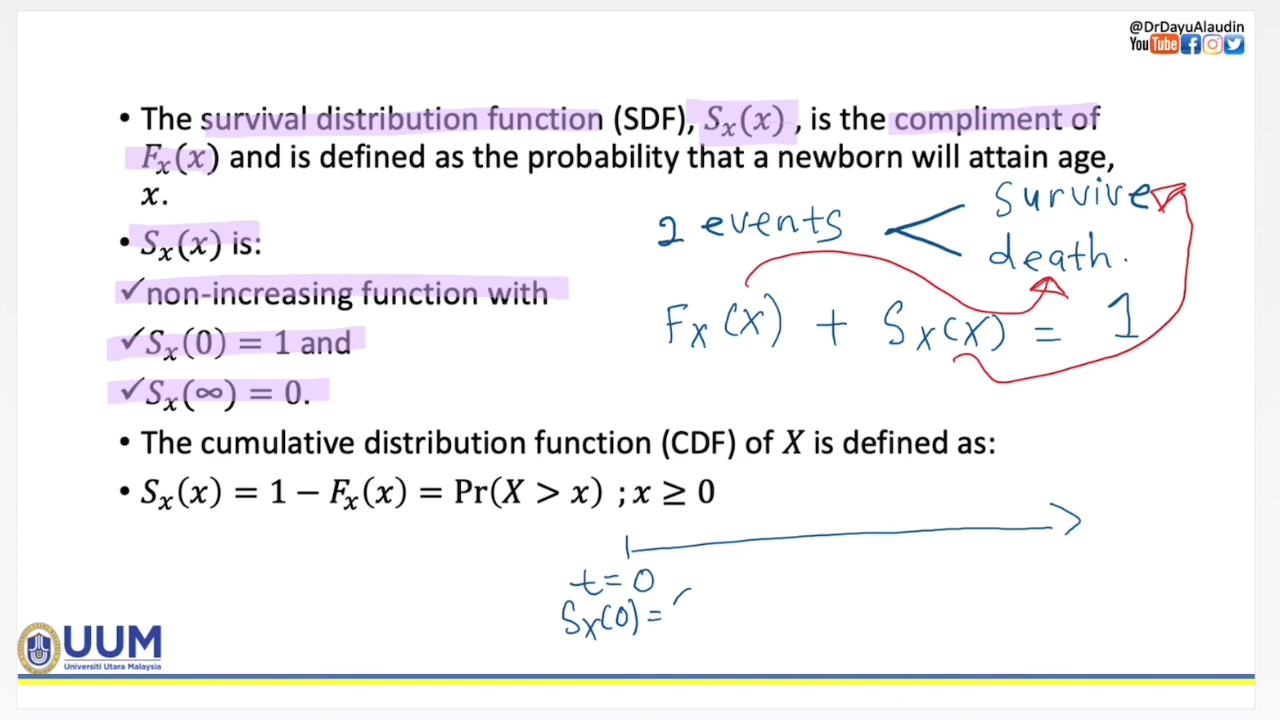 @DrDayuAlaudin
YouTube
• The survival distribution function (SDF), Sₓ(x) , is the compliment of
Fₓ(x) and is defined as the probability that a newborn will attain age,
x.
• Sₓ(x) is:
✓non-increasing function with
✓Sₓ(0) = 1 and
✓Sₓ(∞) = 0.
2 events < survive
death.
Fₓ(x) + Sₓ(x) = 1
• The cumulative distribution function (CDF) of X is defined as:
• Sₓ(x) = 1 − Fₓ(x) = Pr(X > x) ; x ≥ 0
t = 0
Sₓ(0) =
UUM
Universiti Utara Malaysia